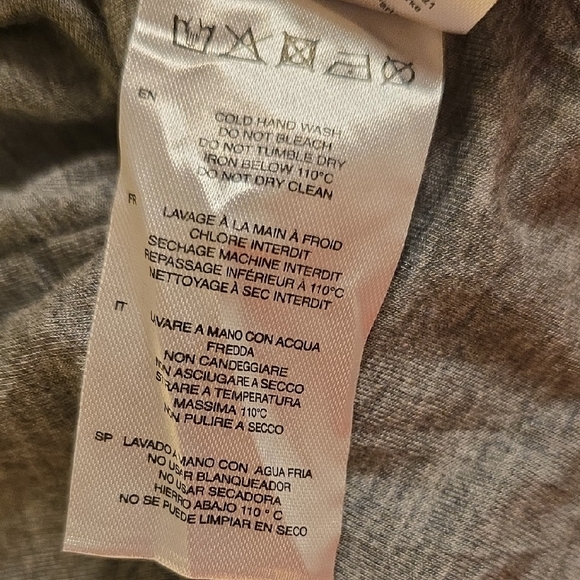 21
EN
COLD HAND WASH
DO NOT BLEACH
DO NOT TUMBLE DRY
IRON BELOW 110°C
DO NOT DRY CLEAN
FR
LAVAGE À LA MAIN À FROID
CHLORE INTERDIT
SECHAGE MACHINE INTERDIT
REPASSAGE INFÉRIEUR À 110°C
NETTOYAGE À SEC INTERDIT
IT
A MANO CON ACQUA
FREDDA
NON CANDEGGIARE
ASCIUGARE A SECCO
A TEMPERATURA
MASSIMA 110°C
PULIRE A SECCO
SP
LAVADO A MANO CON AGUA FRIA
NO USAR BLANQUEADOR
NO USAR SECADORA
HIERRO ABAJO 110 ° C
NO SE PUEDE LIMPIAR EN SECO